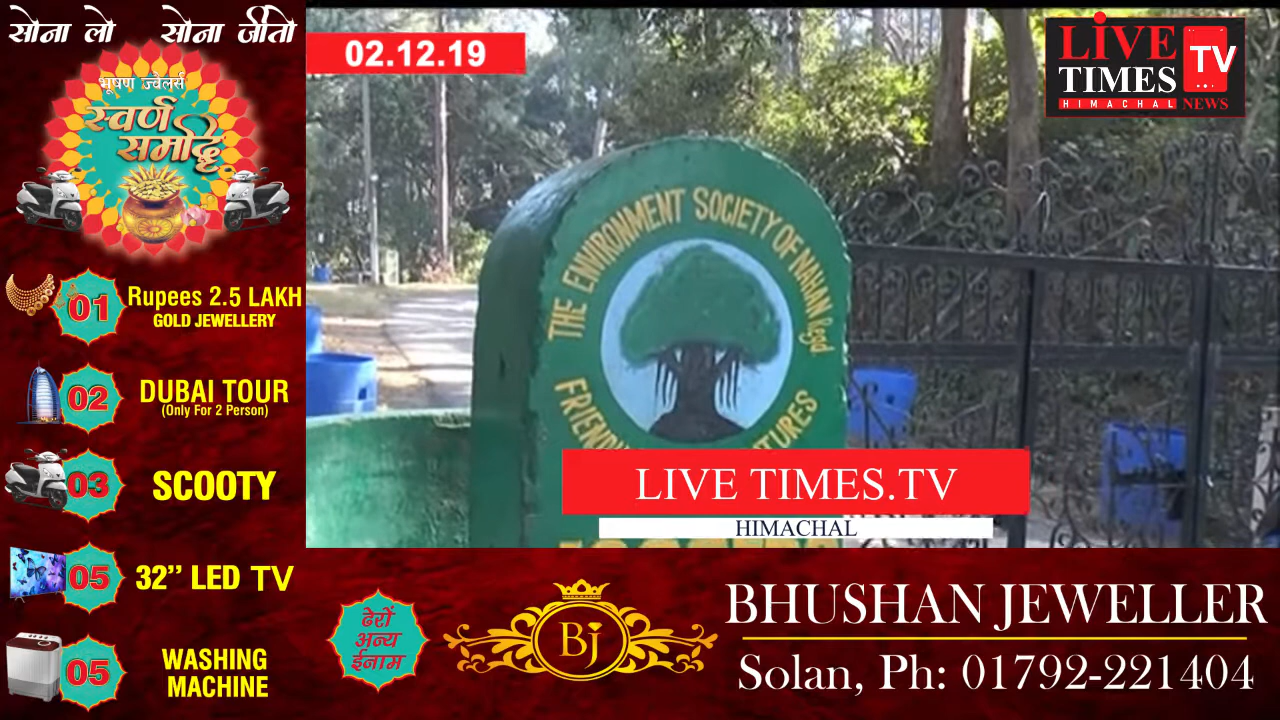 सोना लो सोना जीतो
भूषण ज्वैलर्स
स्वर्ण
समृद्धि
01 Rupees 2.5 LAKH
GOLD JEWELLERY
02 DUBAI TOUR
(Only For 2 Person)
03 SCOOTY
05 32” LED TV
05 WASHING
MACHINE
02.12.19
LIVE
TIMES TV
HIMACHAL NEWS
THE ENVIRONMENT SOCIETY OF NAHAN Regd
LIVE TIMES.TV
HIMACHAL
ढेरों
अन्य
ईनाम
Bj
BHUSHAN JEWELLER
Solan, Ph: 01792-221404